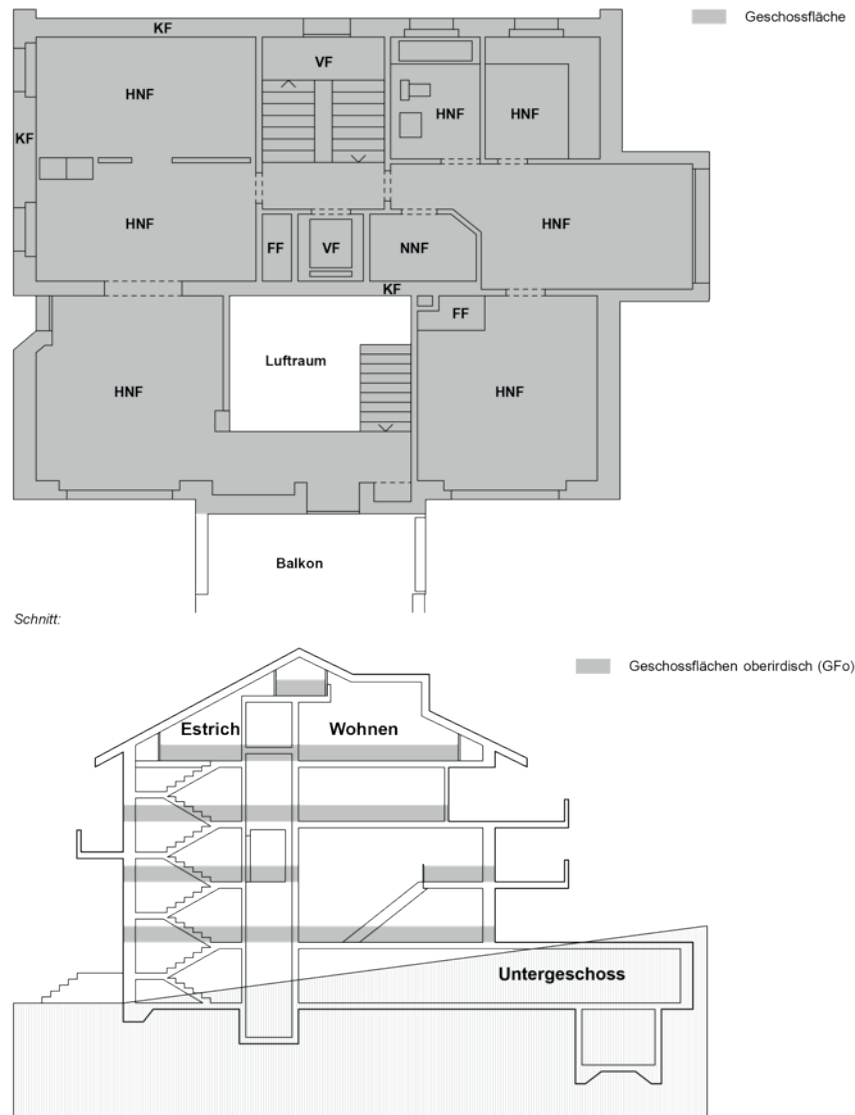 Geschossfläche
KF
VF
HNF
HNF
HNF
KF
HNF
HNF
FF
VF
NNF
KF
FF
Luftraum
HNF
HNF
Balkon
Schnitt:
Geschossflächen oberirdisch (GFo)
Estrich
Wohnen
Untergeschoss